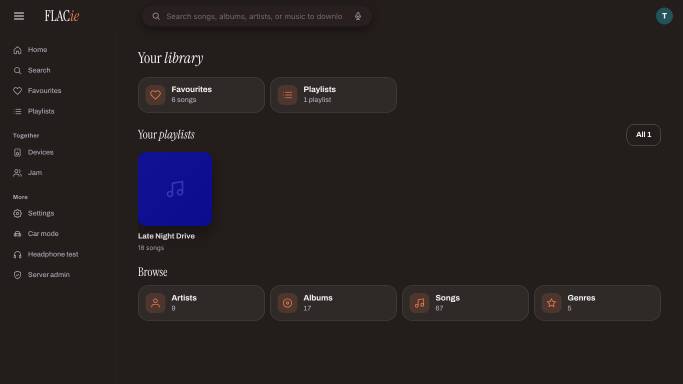 FLACie
Search songs, albums, artists, or music to downlo
T
Home
Search
Favourites
Playlists
Together
Devices
Jam
More
Settings
Car mode
Headphone test
Server admin
Your library
Favourites
6 songs
Playlists
1 playlist
Your playlists
All 1
Late Night Drive
18 songs
Browse
Artists
9
Albums
17
Songs
67
Genres
5